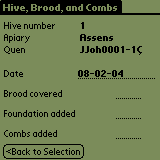 Hive, Brood, and Combs
Hive number 1
Apiary Assens
Quen JJoh0001-1Ç
Date 08-02-04
Brood covered
Foundation added
Combs added
<Back to Selection